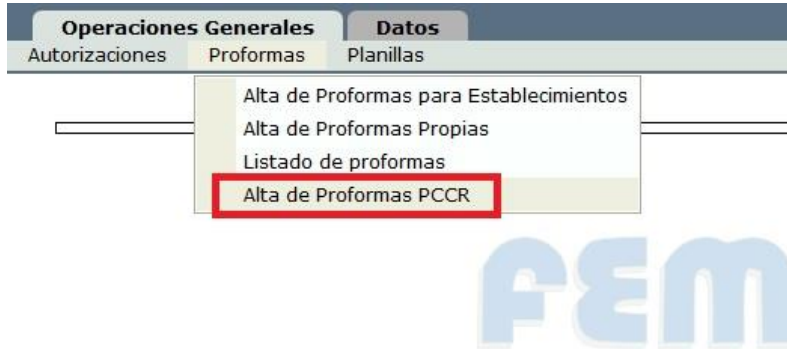 Operaciones Generales Datos
Autorizaciones Proformas Planillas
Alta de Proformas para Establecimientos
Alta de Proformas Propias
Listado de proformas
Alta de Proformas PCCR
FEM